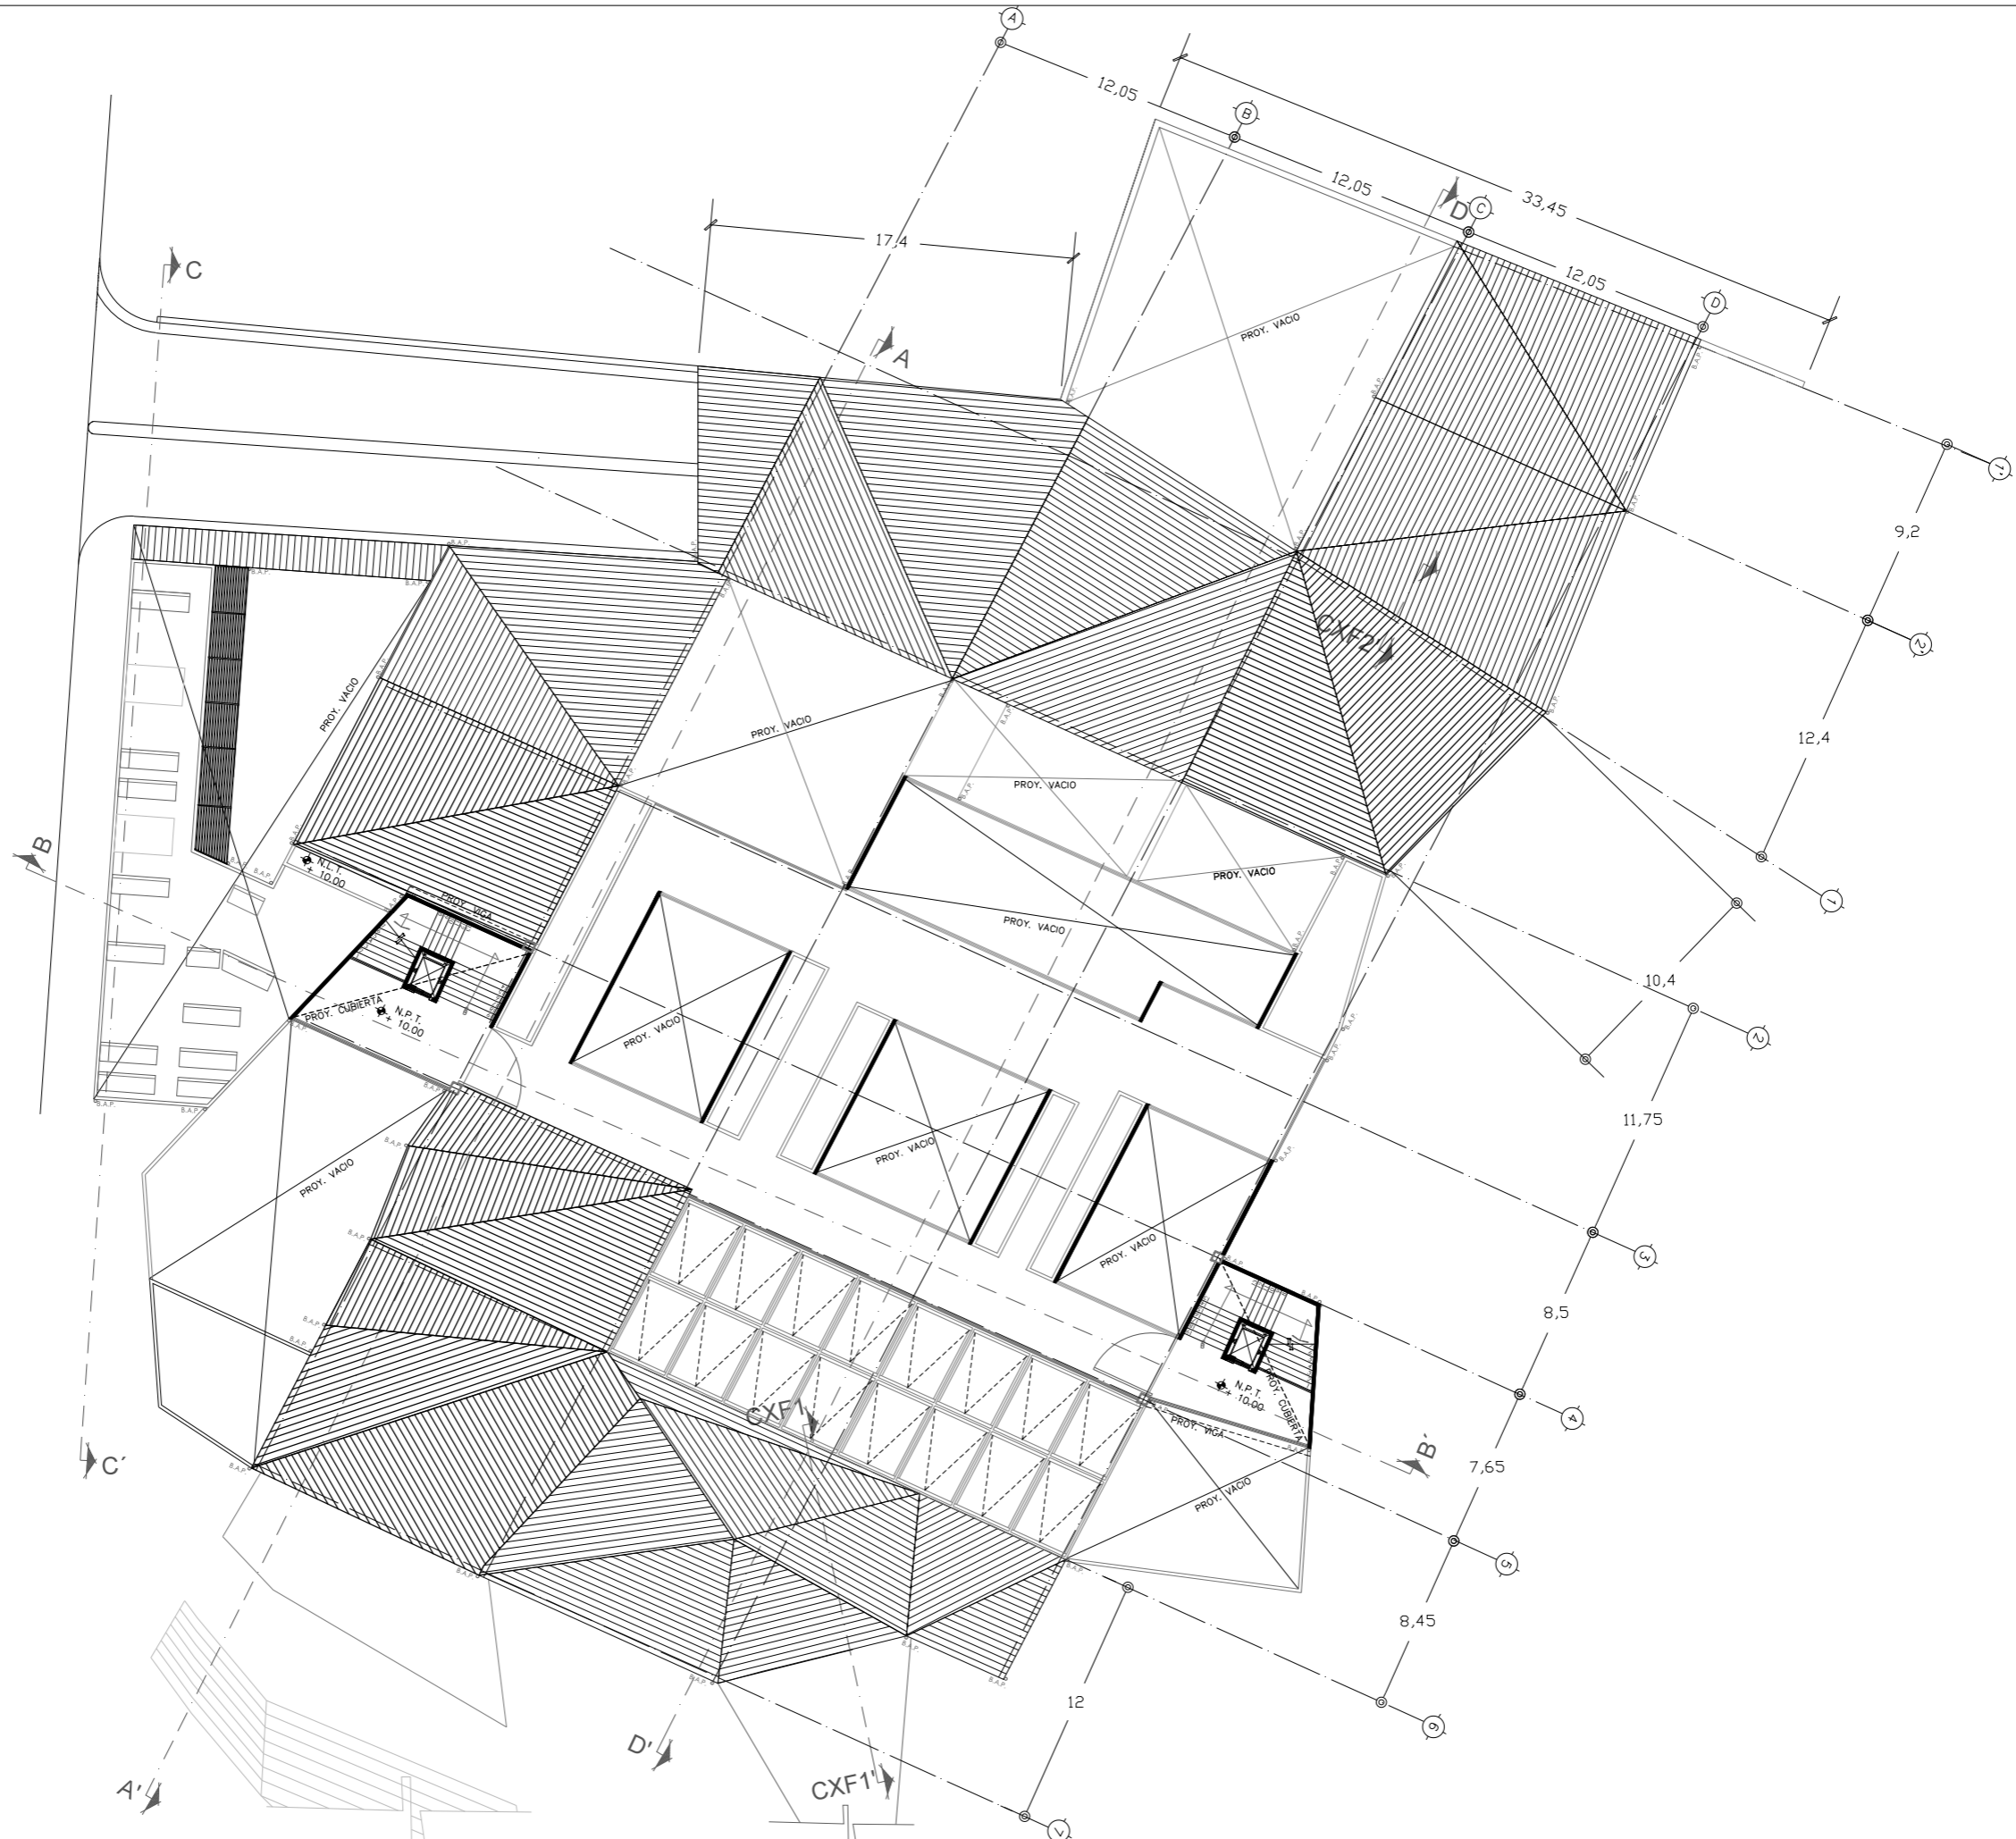 A
12,05
B
12,05
33,45
D
C
12,05
D
17,4
C
A
PROY. VACIO
B.A.P.
B.A.P.
B.A.P.
1'
9,2
B.A.P.
B.A.P.
B.A.P.
B.A.P.
B.A.P.
B.A.P.
B.A.P.
B.A.P.
2'
CXF2'
B.A.P.
PROY. VACIO
B.A.P.
PROY. VACIO
B.A.P.
B.A.P.
12,4
B.A.P.
PROY. VACIO
B.A.P.
B
B.A.P.
N.L.T.
+ 10.00
B.A.P.
B.A.P.
B.A.P.
PROY. VACIO
B.A.P.
B.A.P.
1
PROY. VIGA
PROY. VACIO
B.A.P.
10,4
PROY. CUBIERTA
N.P.T.
+ 10.00
B.A.P.
PROY. VACIO
B.A.P.
B.A.P.
2
B.A.P.
B.A.P.
B.A.P.
11,75
B.A.P.
PROY. VACIO
PROY. VACIO
B.A.P.
PROY. VACIO
B.A.P.
3
B.A.P.
8,5
B.A.P.
N.P.T.
+ 10.00
PROY. CUBIERTA
4
CXF1
PROY. VIGA
B.A.P.
B´
C´
B.A.P.
7,65
PROY. VACIO
5
B.A.P.
B.A.P.
8,45
B.A.P.
B.A.P.
B.A.P.
12
6
D'
A'
CXF1'
7